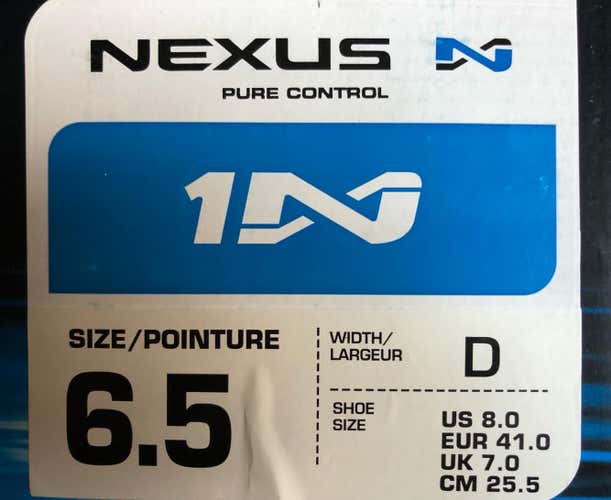 NEXUS N
PURE CONTROL
1N
SIZE/POINTURE
6.5
WIDTH/
LARGEUR
D
SHOE
SIZE
US 8.0
EUR 41.0
UK 7.0
CM 25.5